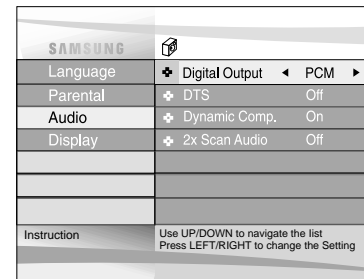 SAMSUNG
Language
Digital Output ◄ PCM ►
Parental
DTS Off
Audio
Dynamic Comp. On
Display
2x Scan Audio Off
Instruction
Use UP/DOWN to navigate the list
Press LEFT/RIGHT to change the Setting